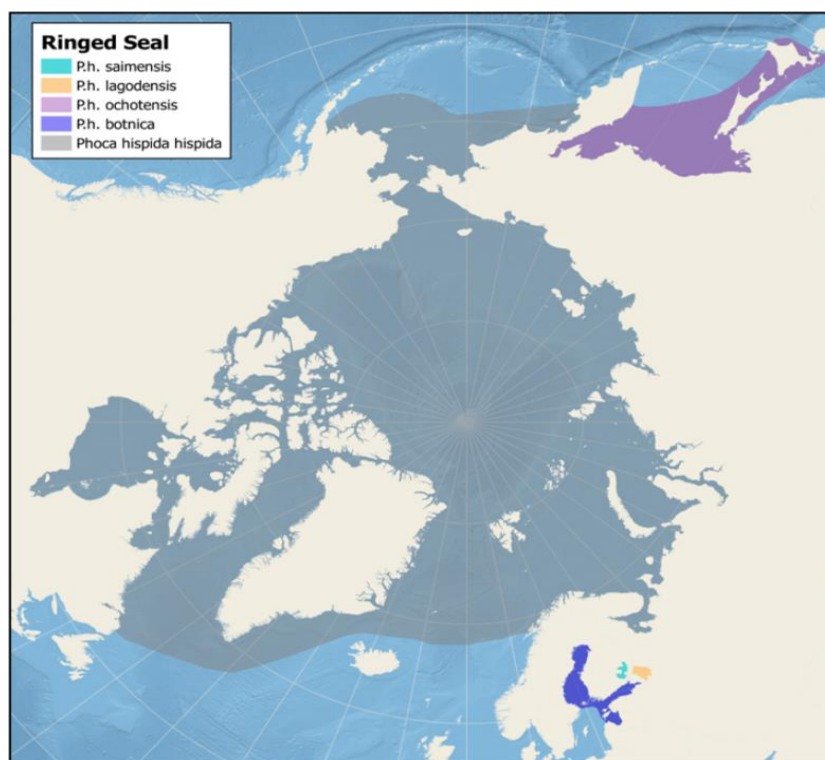 Ringed Seal
P.h. saimensis
P.h. lagodensis
P.h. ochotensis
P.h. botnica
Phoca hispida hispida